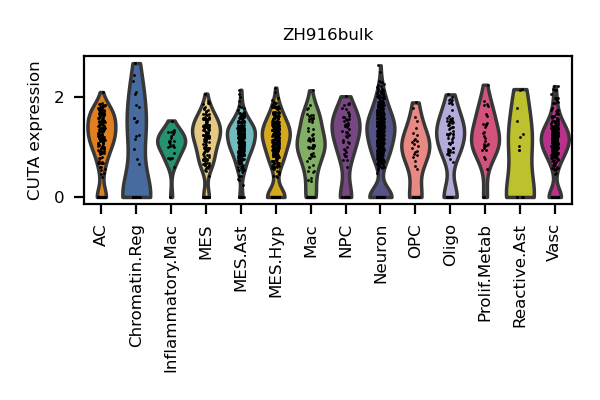 ZH916bulk
CUTA expression
2
0
AC
Chromatin.Reg
Inflammatory.Mac
MES
MES.Ast
MES.Hyp
Mac
NPC
Neuron
OPC
Oligo
Prolif.Metab
Reactive.Ast
Vasc